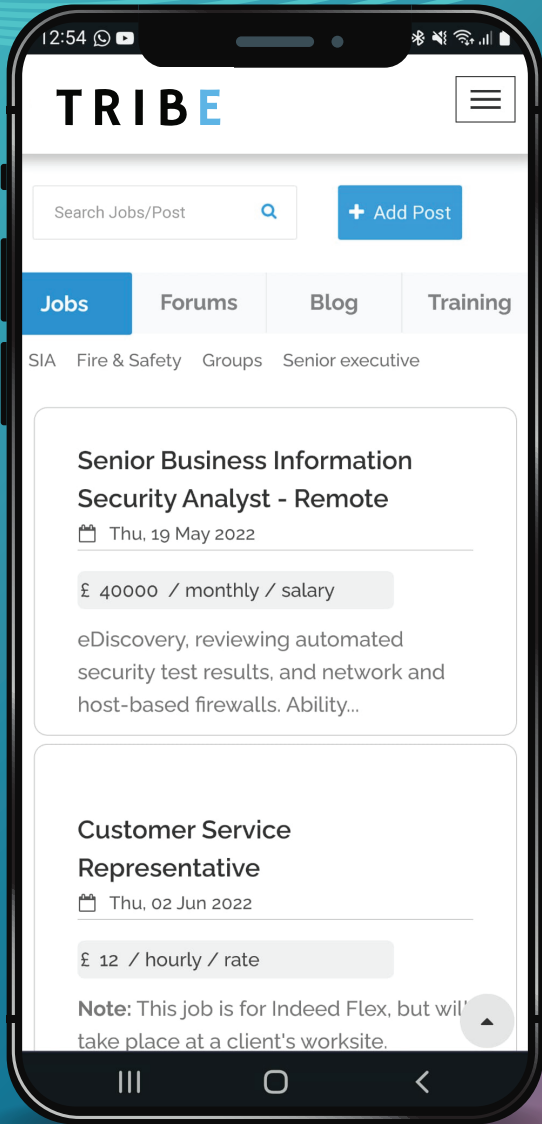 12:54
TRIBE
Search Jobs/Post
+ Add Post
Jobs Forums Blog Training
SIA Fire & Safety Groups Senior executive
Senior Business Information
Security Analyst - Remote
Thu, 19 May 2022
£ 40000 / monthly / salary
eDiscovery, reviewing automated
security test results, and network and
host-based firewalls. Ability...
Customer Service
Representative
Thu, 02 Jun 2022
£ 12 / hourly / rate
Note: This job is for Indeed Flex, but will
take place at a client's worksite.